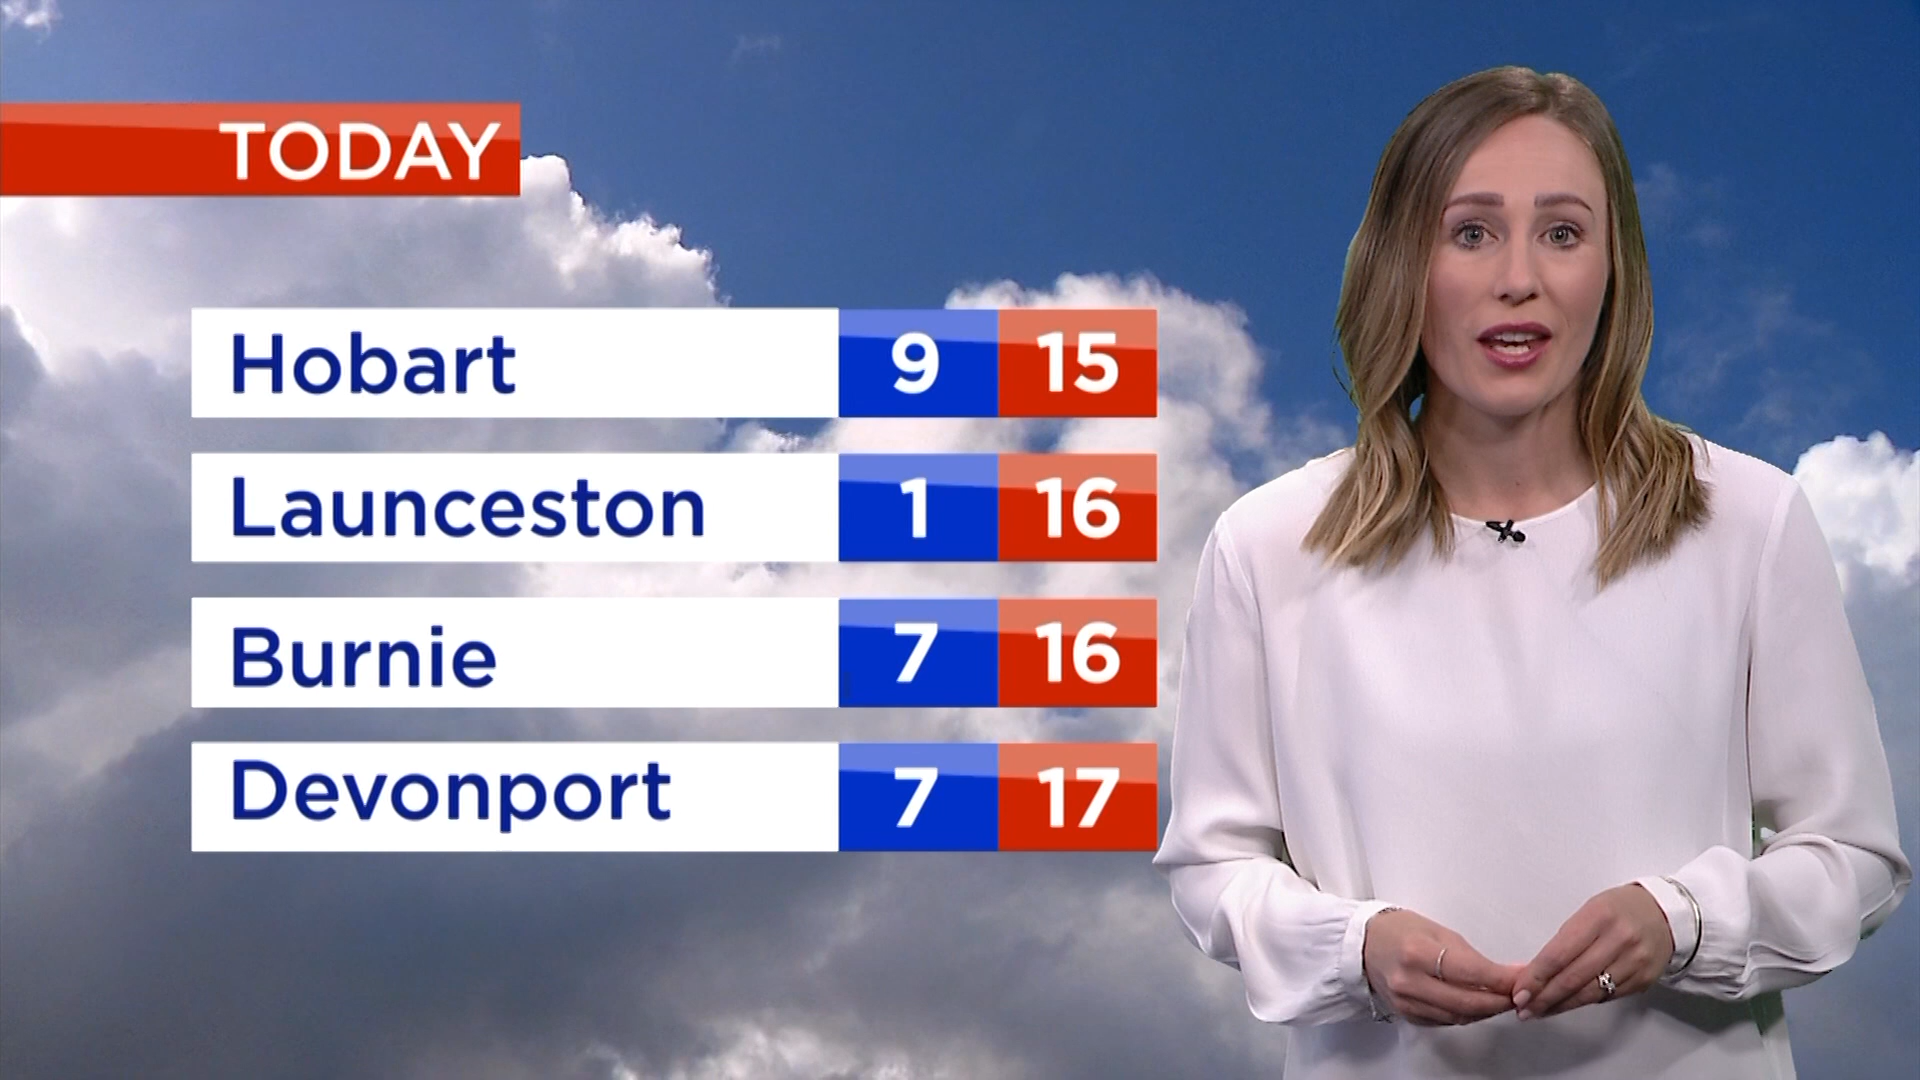 TODAY
Hobart 9 15
Launceston 1 16
Burnie 7 16
Devonport 7 17